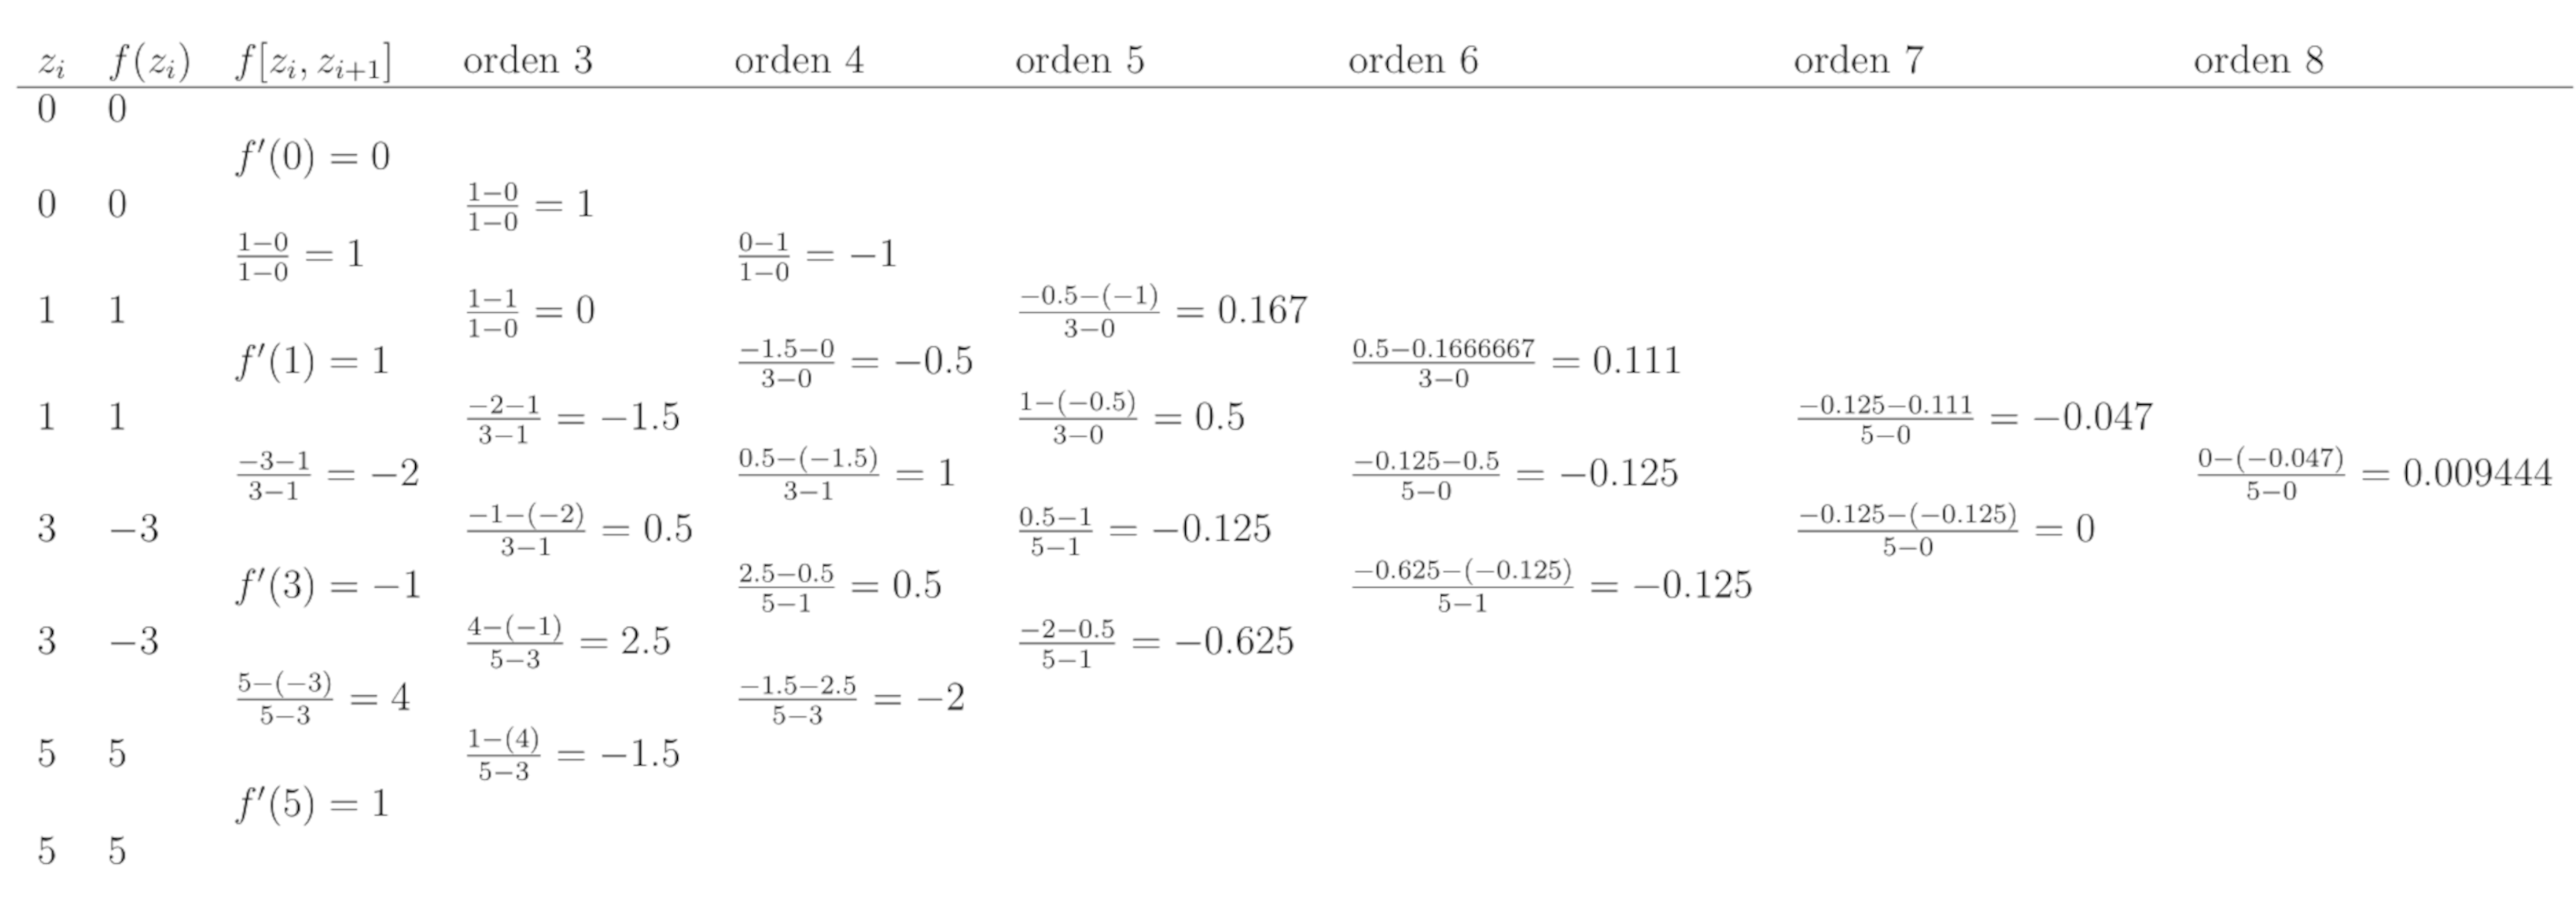 z_i f(z_i) f[z_i, z_{i+1}] orden 3 orden 4 orden 5 orden 6 orden 7 orden 8
0 0
f′(0) = 0
0 0 \frac{1−0}{1−0} = 1
\frac{1−0}{1−0} = 1 \frac{0−1}{1−0} = −1
1 1 \frac{1−1}{1−0} = 0 \frac{−0.5−(−1)}{3−0} = 0.167
f′(1) = 1 \frac{−1.5−0}{3−0} = −0.5 \frac{0.5−0.1666667}{3−0} = 0.111
1 1 \frac{−2−1}{3−1} = −1.5 \frac{1−(−0.5)}{3−0} = 0.5 \frac{−0.125−0.111}{5−0} = −0.047
\frac{−3−1}{3−1} = −2 \frac{0.5−(−1.5)}{3−1} = 1 \frac{−0.125−0.5}{5−0} = −0.125 \frac{0−(−0.047)}{5−0} = 0.009444
3 −3 \frac{−1−(−2)}{3−1} = 0.5 \frac{0.5−1}{5−1} = −0.125 \frac{−0.125−(−0.125)}{5−0} = 0
f′(3) = −1 \frac{2.5−0.5}{5−1} = 0.5 \frac{−0.625−(−0.125)}{5−1} = −0.125
3 −3 \frac{4−(−1)}{5−3} = 2.5 \frac{−2−0.5}{5−1} = −0.625
\frac{5−(−3)}{5−3} = 4 \frac{−1.5−2.5}{5−3} = −2
5 5 \frac{1−(4)}{5−3} = −1.5
f′(5) = 1
5 5